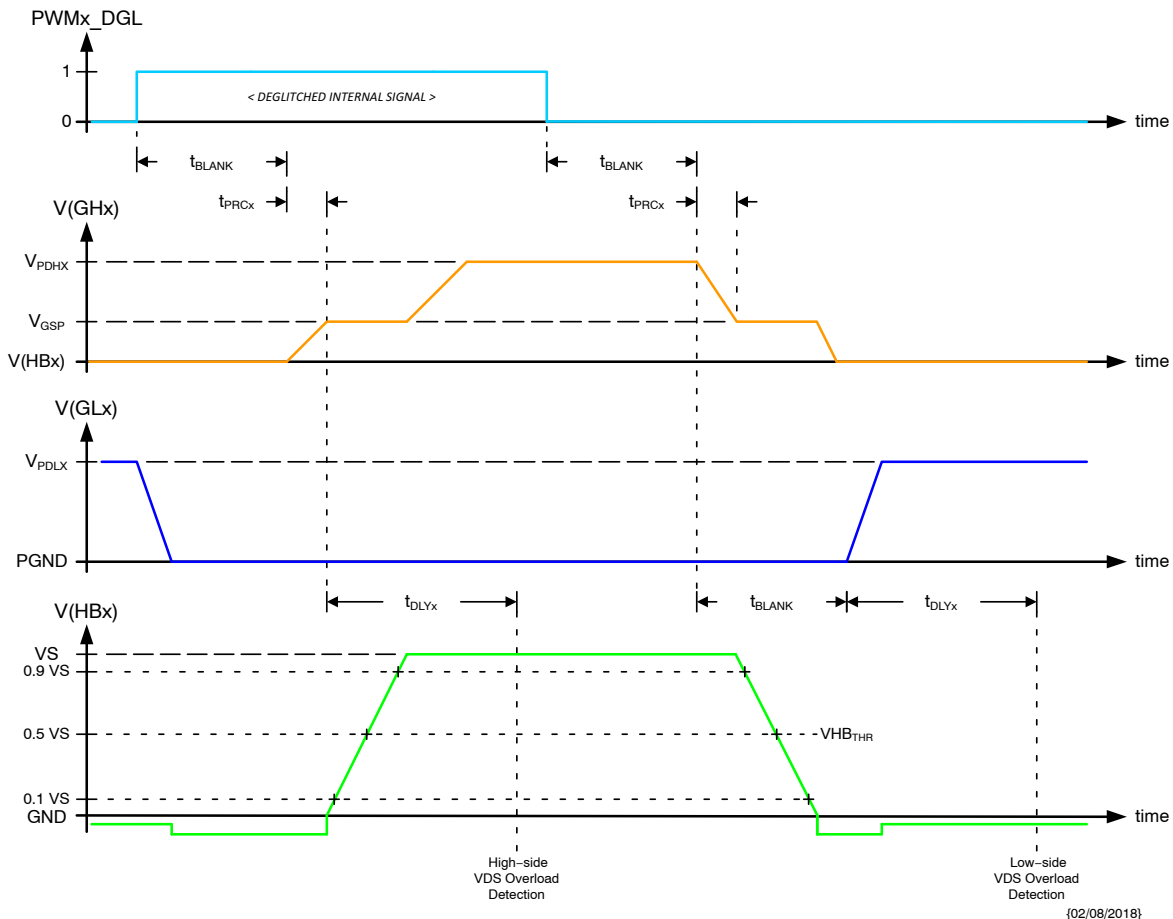 PWMx_DGL
1
< DEGLITCHED INTERNAL SIGNAL >
0
time
tBLANK
tBLANK
tPRCx
tPRCx
V(GHx)
VPDHX
VGSP
V(HBx)
time
V(GLx)
VPDLX
PGND
time
tDLYx
tBLANK
tDLYx
V(HBx)
VS
0.9 VS
0.5 VS
VHBTHR
0.1 VS
GND
time
High−side
VDS Overload
Detection
Low−side
VDS Overload
Detection
{02/08/2018}